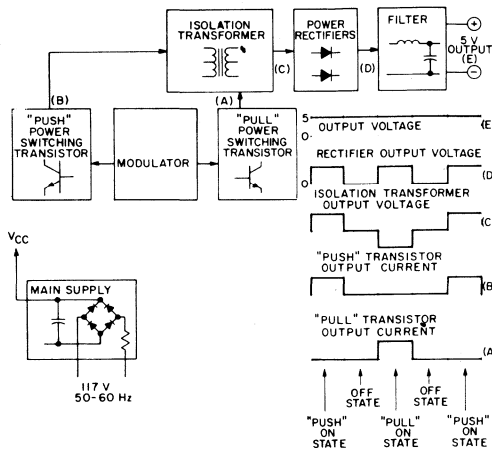 ISOLATION
TRANSFORMER
POWER
RECTIFIERS
FILTER
+
5 V
OUTPUT
(E)
−
(C)
(D)
(B)
(A)
"PUSH"
POWER
SWITCHING
TRANSISTOR
MODULATOR
"PULL"
POWER
SWITCHING
TRANSISTOR
5
0
OUTPUT VOLTAGE
(E
RECTIFIER OUTPUT VOLTAGE
0
(D
ISOLATION TRANSFORMER
OUTPUT VOLTAGE
(C
"PUSH" TRANSISTOR
OUTPUT CURRENT
(B
"PULL" TRANSISTOR
OUTPUT CURRENT
(A
"PUSH"
ON
STATE
OFF
STATE
"PULL"
ON
STATE
OFF
STATE
"PUSH"
ON
STATE
VCC
MAIN SUPPLY
117 V
50-60 Hz